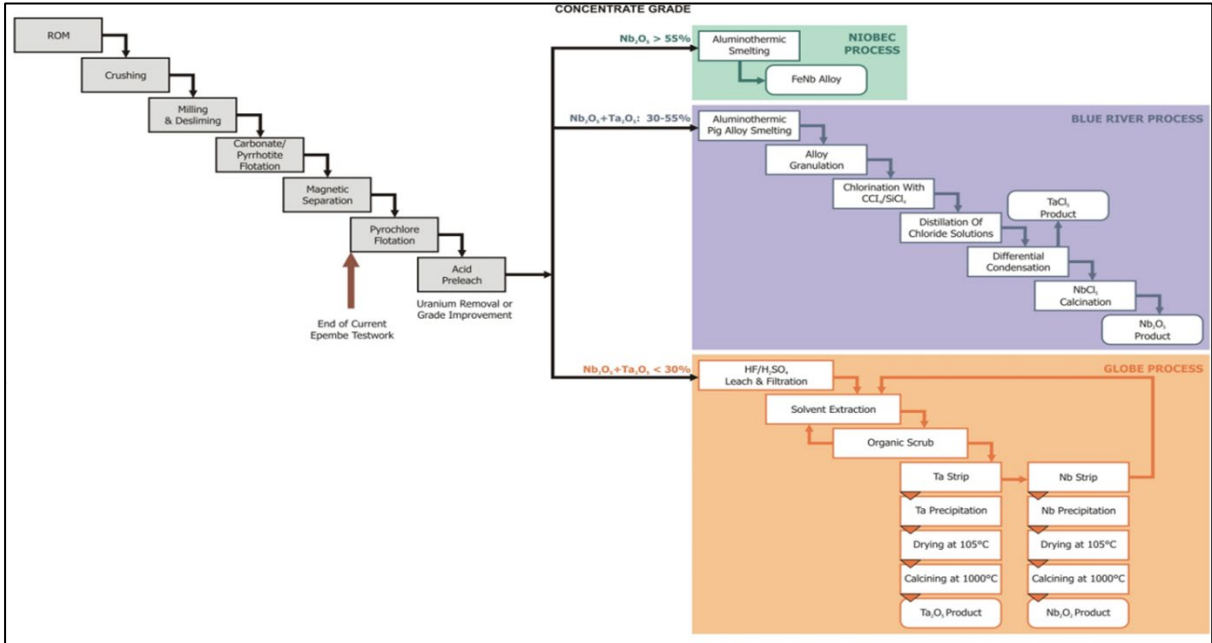 CONCENTRATE GRADE
ROM
Crushing
Milling
& Desliming
Carbonate/
Pyrrhotite
Flotation
Magnetic
Separation
Pyrochlore
Flotation
Acid
Preleach
Uranium Removal or
Grade Improvement
End of Current
Epembe Testwork
Nb₂O₅ > 55%
Aluminothermic
Smelting
FeNb Alloy
NIOBEC
PROCESS
Nb₂O₅+Ta₂O₅: 30-55%
Aluminothermic
Pig Alloy Smelting
BLUE RIVER PROCESS
Alloy
Granulation
Chlorination With
CCl₄/SiCl₄
Distillation Of
Chloride Solutions
TaCl₅
Product
Differential
Condensation
NbCl₅
Calcination
Nb₂O₅
Product
Nb₂O₅+Ta₂O₅ < 30%
HF/H₂SO₄
Leach & Filtration
GLOBE PROCESS
Solvent Extraction
Organic Scrub
Ta Strip
Nb Strip
Ta Precipitation
Nb Precipitation
Drying at 105°C
Drying at 105°C
Calcining at 1000°C
Calcining at 1000°C
Ta₂O₅ Product
Nb₂O₅ Product